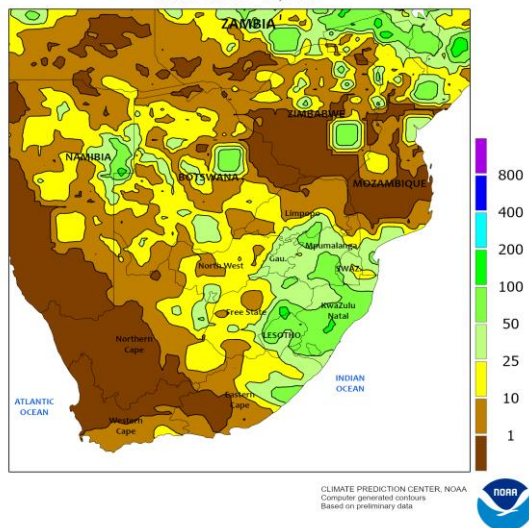 ZAMBIA
ZIMBABWE
NAMIBIA
BOTSWANA
MOZAMBIQUE
Limpopo
Mpumalanga
Gau.
North West
SWAZ.
Free State
KwaZulu
Natal
LESOTHO
Northern
Cape
Eastern
Cape
Western
Cape
ATLANTIC
OCEAN
INDIAN
OCEAN
800
400
200
100
50
25
10
1
CLIMATE PREDICTION CENTER, NOAA
Computer generated contours
Based on preliminary data
NOAA